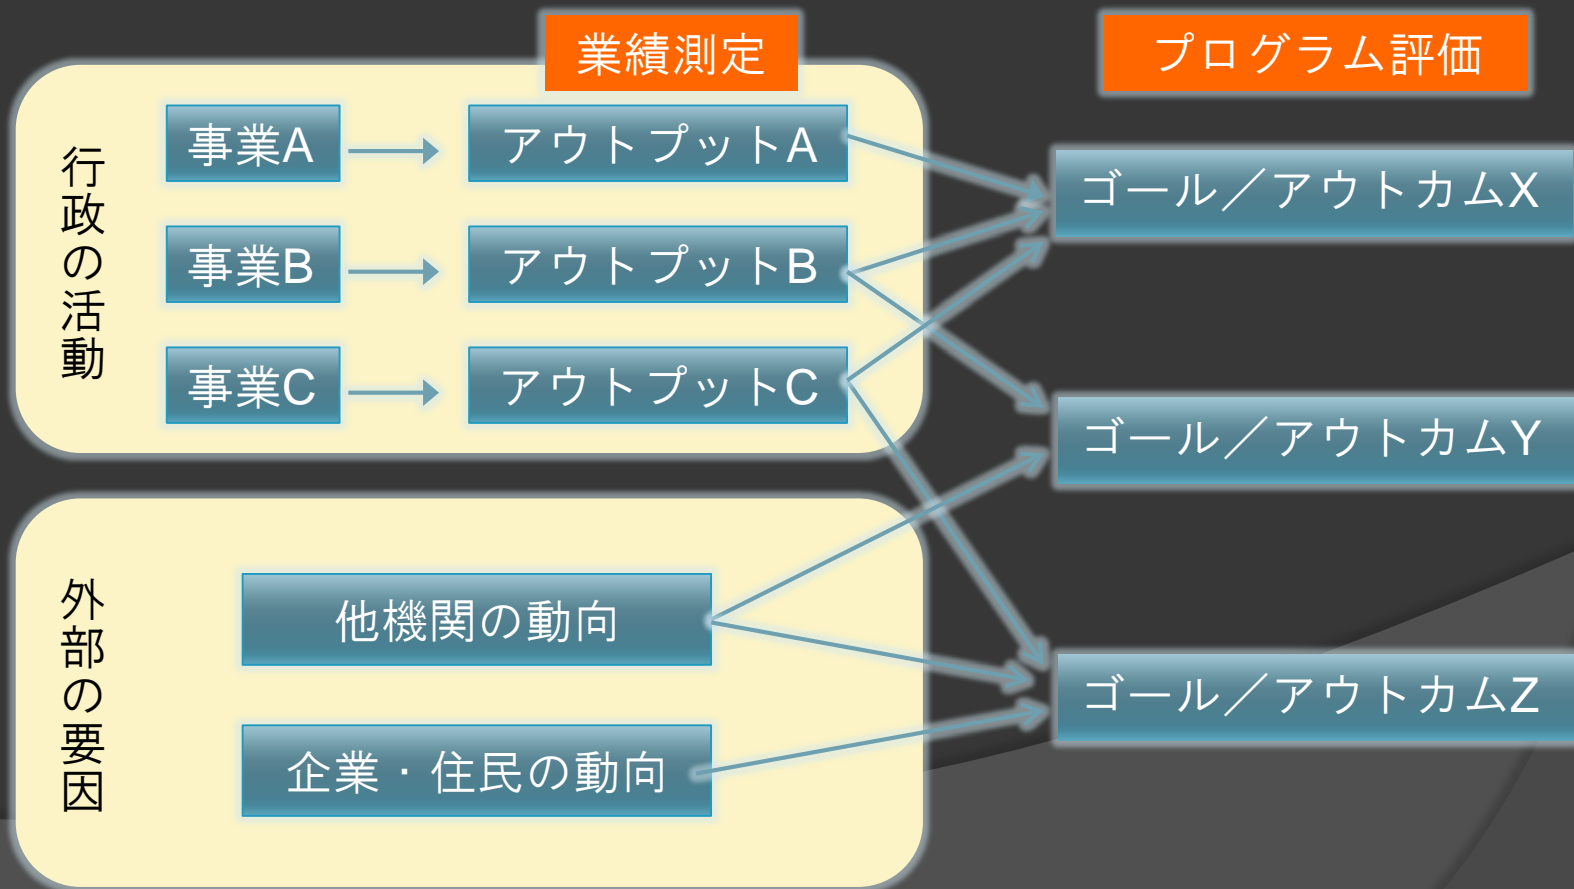 業績測定
プログラム評価
行政の活動
事業A
アウトプットA
事業B
アウトプットB
事業C
アウトプットC
ゴール／アウトカムX
ゴール／アウトカムY
ゴール／アウトカムZ
外部の要因
他機関の動向
企業・住民の動向